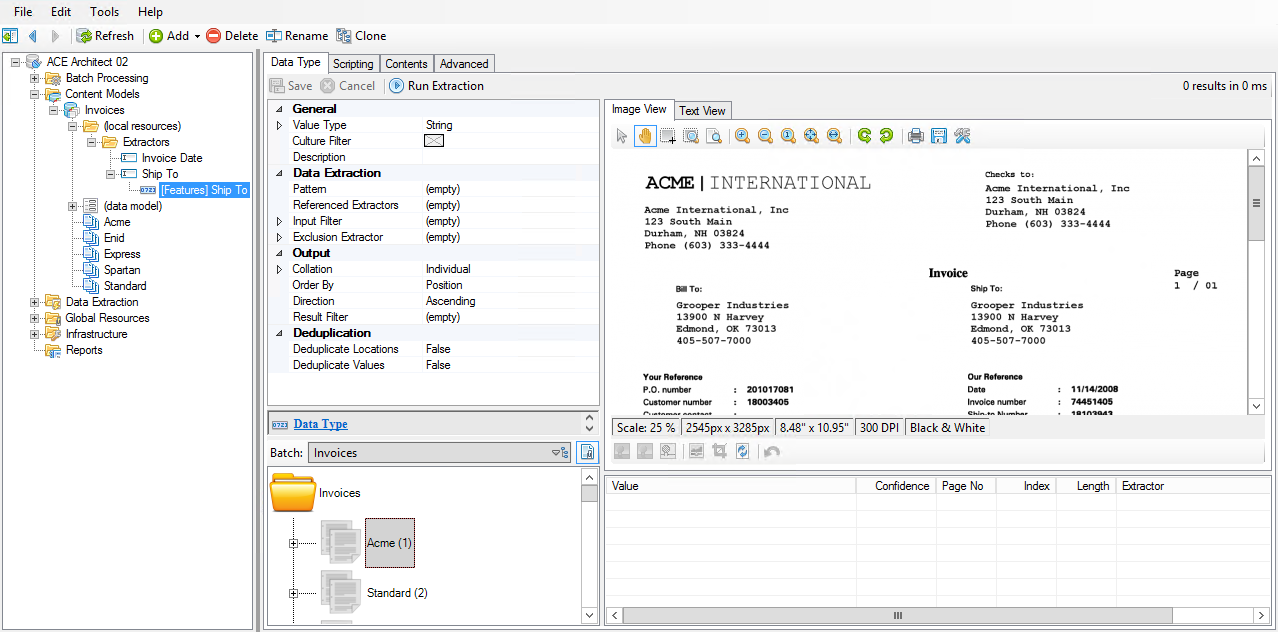 File Edit Tools Help
Refresh Add Delete Rename Clone
ACE Architect 02
Batch Processing
Content Models
Invoices
(local resources)
Extractors
Invoice Date
Ship To
[Features] Ship To
(data model)
Acme
Enid
Express
Spartan
Standard
Data Extraction
Global Resources
Infrastructure
Reports
Data Type Scripting Contents Advanced
Save Cancel Run Extraction 0 results in 0 ms
General
Value Type String
Culture Filter
Description
Data Extraction
Pattern (empty)
Referenced Extractors (empty)
Input Filter (empty)
Exclusion Extractor (empty)
Output
Collation Individual
Order By Position
Direction Ascending
Result Filter (empty)
Deduplication
Deduplicate Locations False
Deduplicate Values False
Data Type
Batch: Invoices
Invoices
Acme (1)
Standard (2)
Image View Text View
ACME | INTERNATIONAL
Acme International, Inc
123 South Main
Durham, NH 03824
Phone (603) 333-4444
Checks to:
Acme International, Inc
123 South Main
Durham, NH 03824
Phone (603) 333-4444
Invoice
Page
1 / 01
Bill To:
Grooper Industries
13900 N Harvey
Edmond, OK 73013
405-507-7000
Ship To:
Grooper Industries
13900 N Harvey
Edmond, OK 73013
405-507-7000
Your Reference
P.O. number : 201017081
Customer number : 18003405
Customer contact :
Our Reference
Date : 11/14/2008
Invoice number : 74451405
Ship-to Number : 18103943
Scale: 25 % 2545px x 3285px 8.48" x 10.95" 300 DPI Black & White
Value Confidence Page No Index Length Extractor